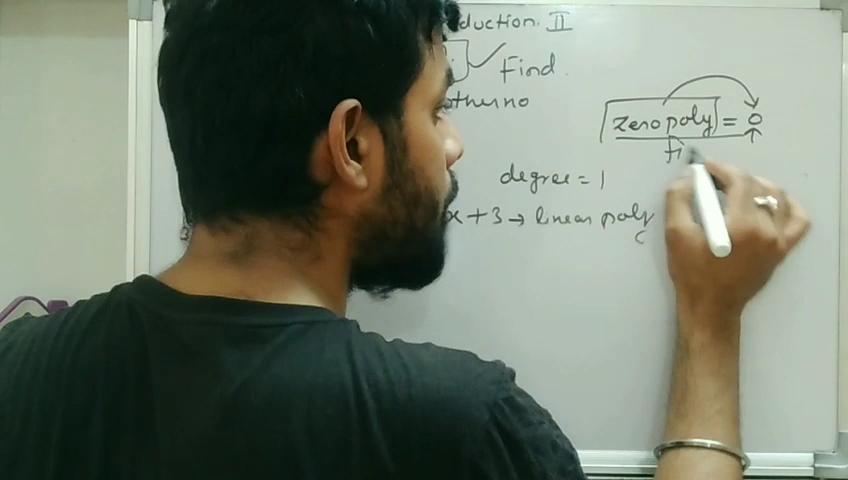 duction. II
Find
zero poly = 0
degree = 1
x + 3 → linear poly